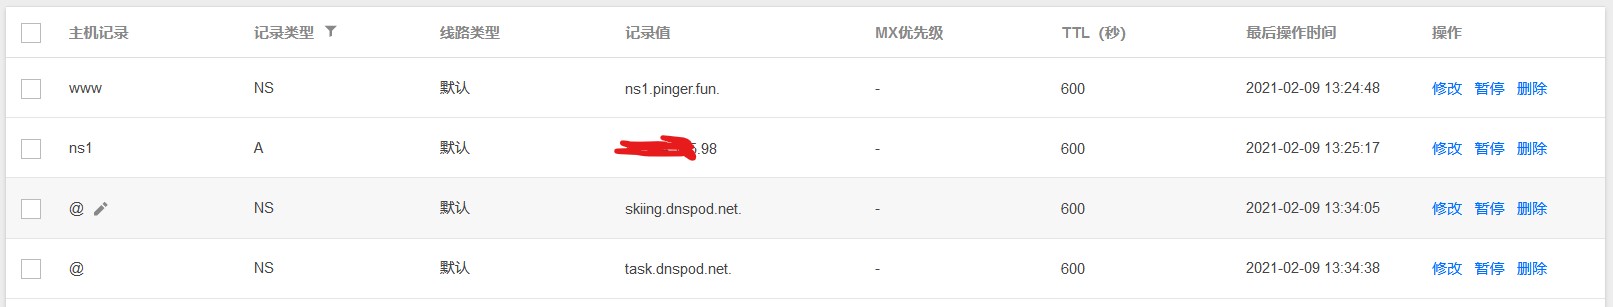 主机记录 记录类型 线路类型 记录值 MX优先级 TTL (秒) 最后操作时间 操作
www NS 默认 ns1.pinger.fun. - 600 2021-02-09 13:24:48 修改 暂停 删除
ns1 A 默认 .98 - 600 2021-02-09 13:25:17 修改 暂停 删除
@ NS 默认 skiing.dnspod.net. - 600 2021-02-09 13:34:05 修改 暂停 删除
@ NS 默认 task.dnspod.net. - 600 2021-02-09 13:34:38 修改 暂停 删除